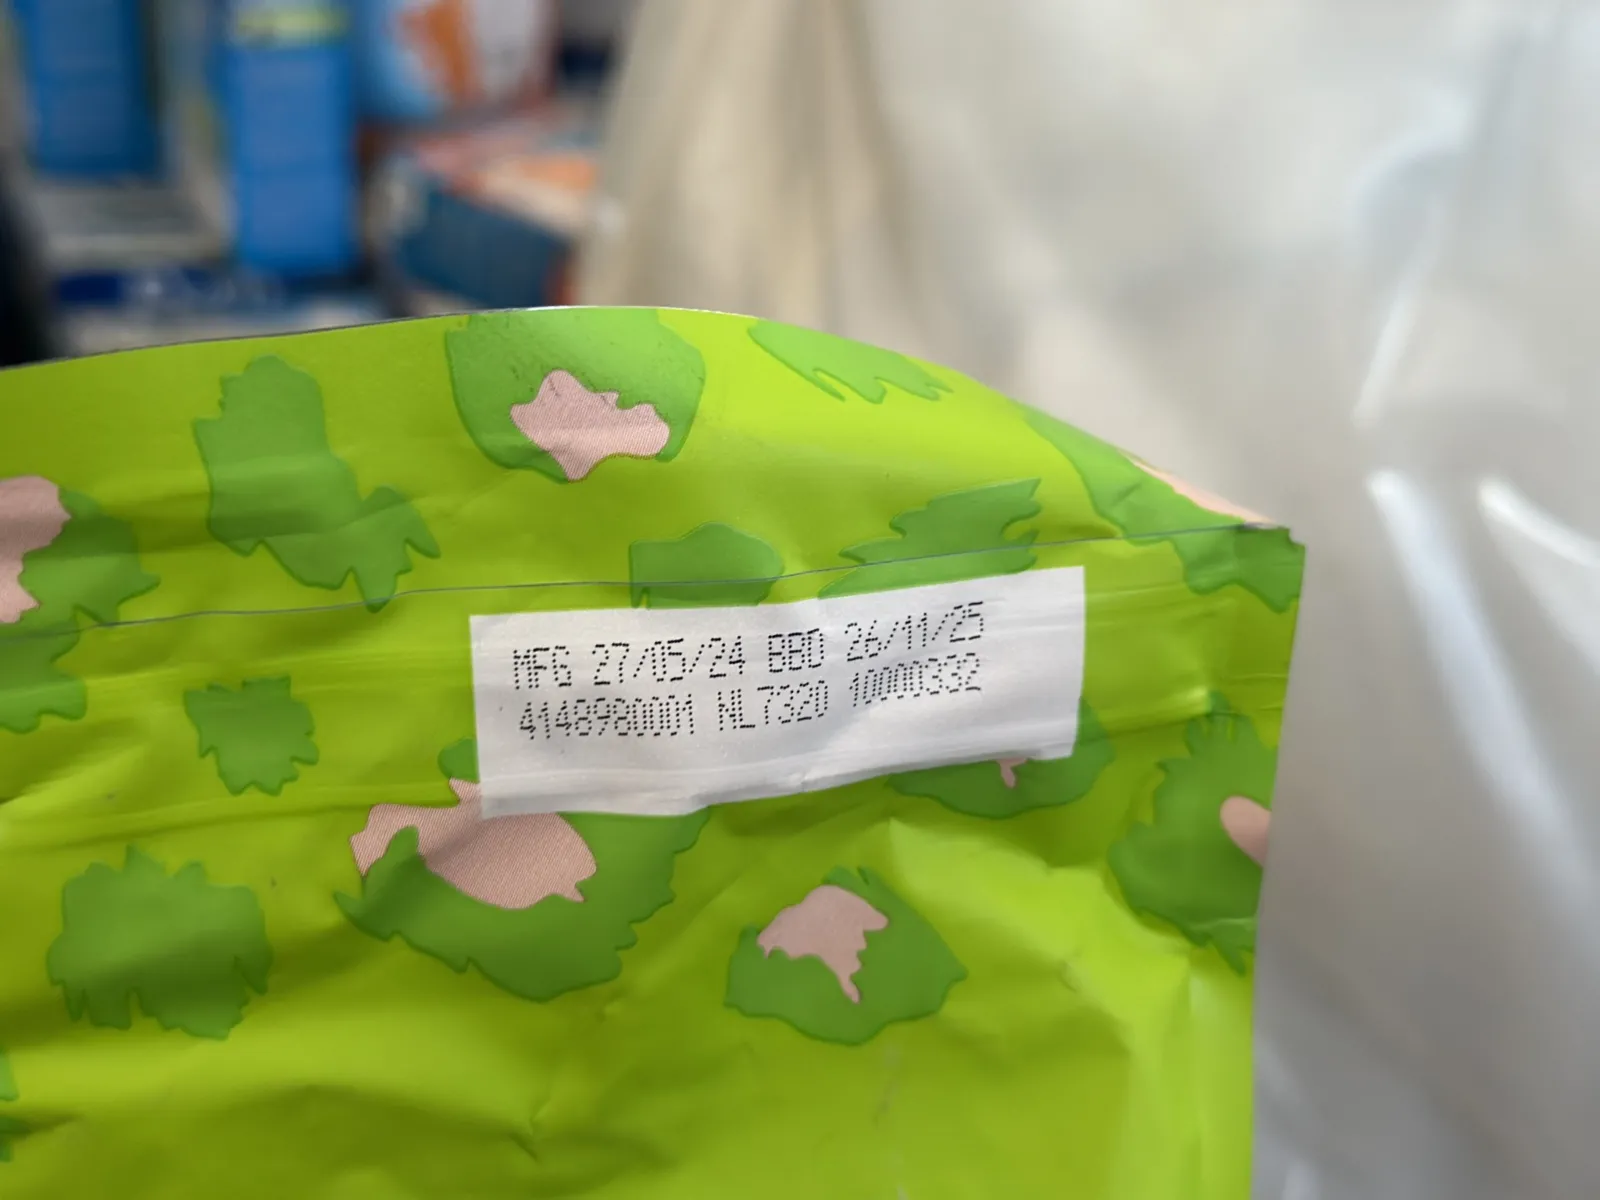 MFG 27/05/24 BBD 26/11/25
4148980001 NL7320 10000332